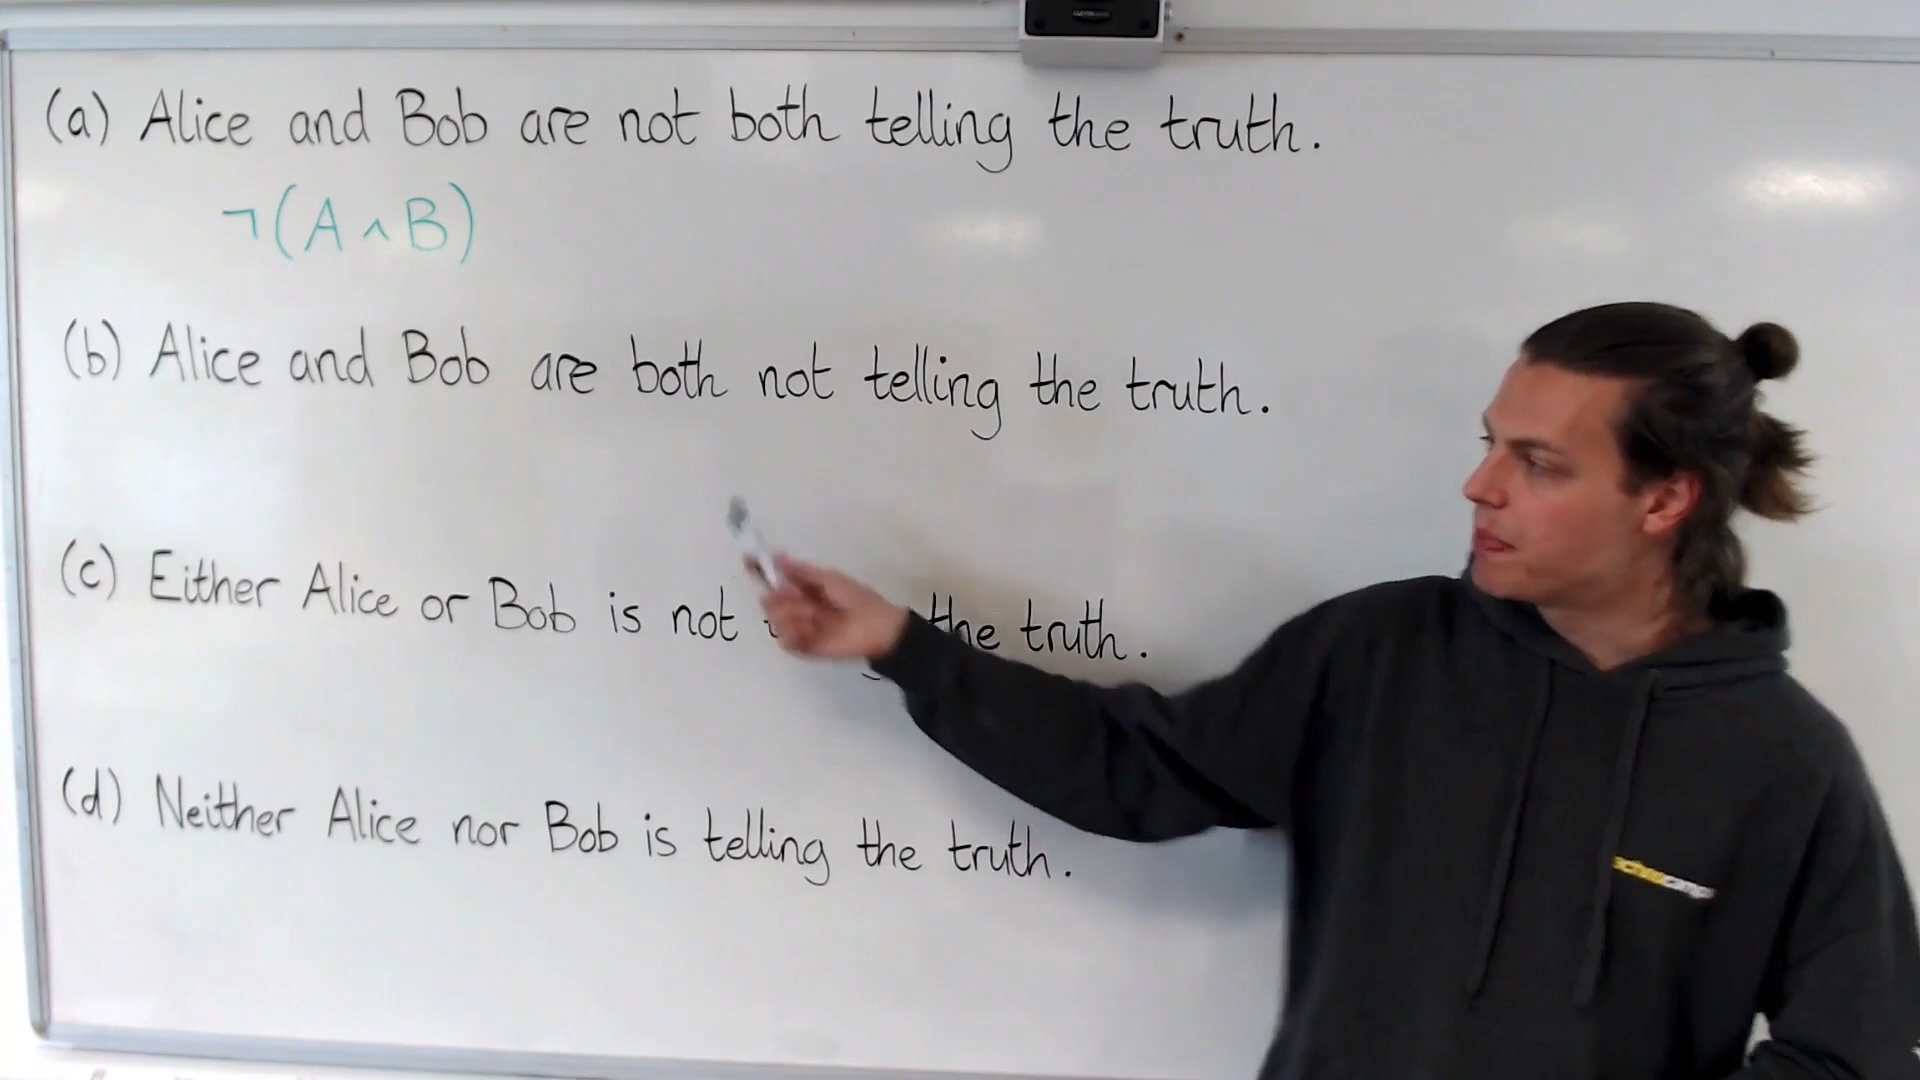 (a) Alice and Bob are not both telling the truth.
¬(A ∧ B)
(b) Alice and Bob are both not telling the truth.
(c) Either Alice or Bob is not the truth.
(d) Neither Alice nor Bob is telling the truth.